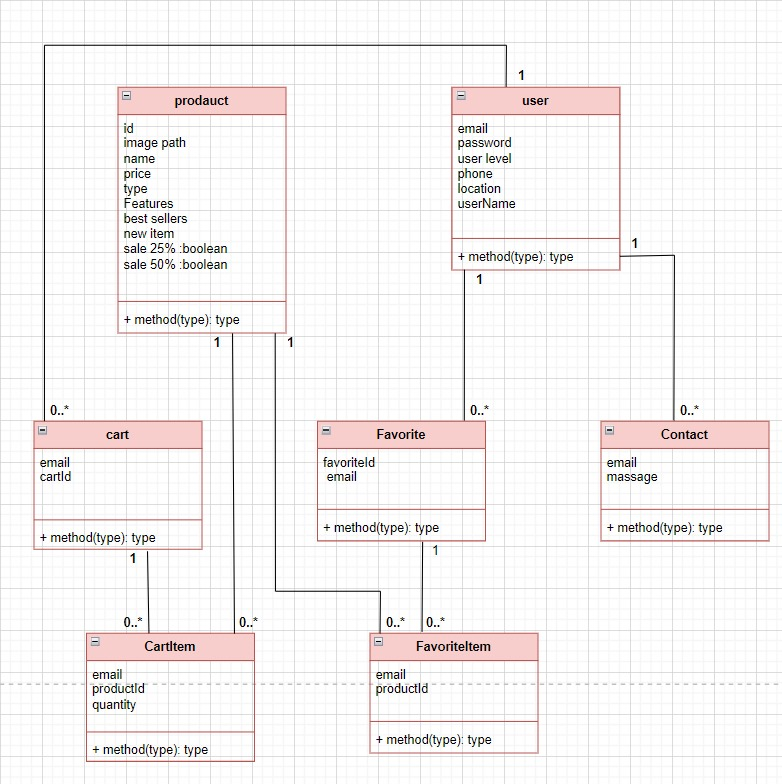 1
prodauct
id
image path
name
price
type
Features
best sellers
new item
sale 25% :boolean
sale 50% :boolean
+ method(type): type
user
email
password
user level
phone
location
userName
+ method(type): type
1
1
1
1
0..*
0..*
0..*
cart
email
cartId
+ method(type): type
Favorite
favoriteId
email
+ method(type): type
Contact
email
massage
+ method(type): type
1
1
0..*
0..*
0..*
0..*
CartItem
email
productId
quantity
+ method(type): type
FavoriteItem
email
productId
+ method(type): type